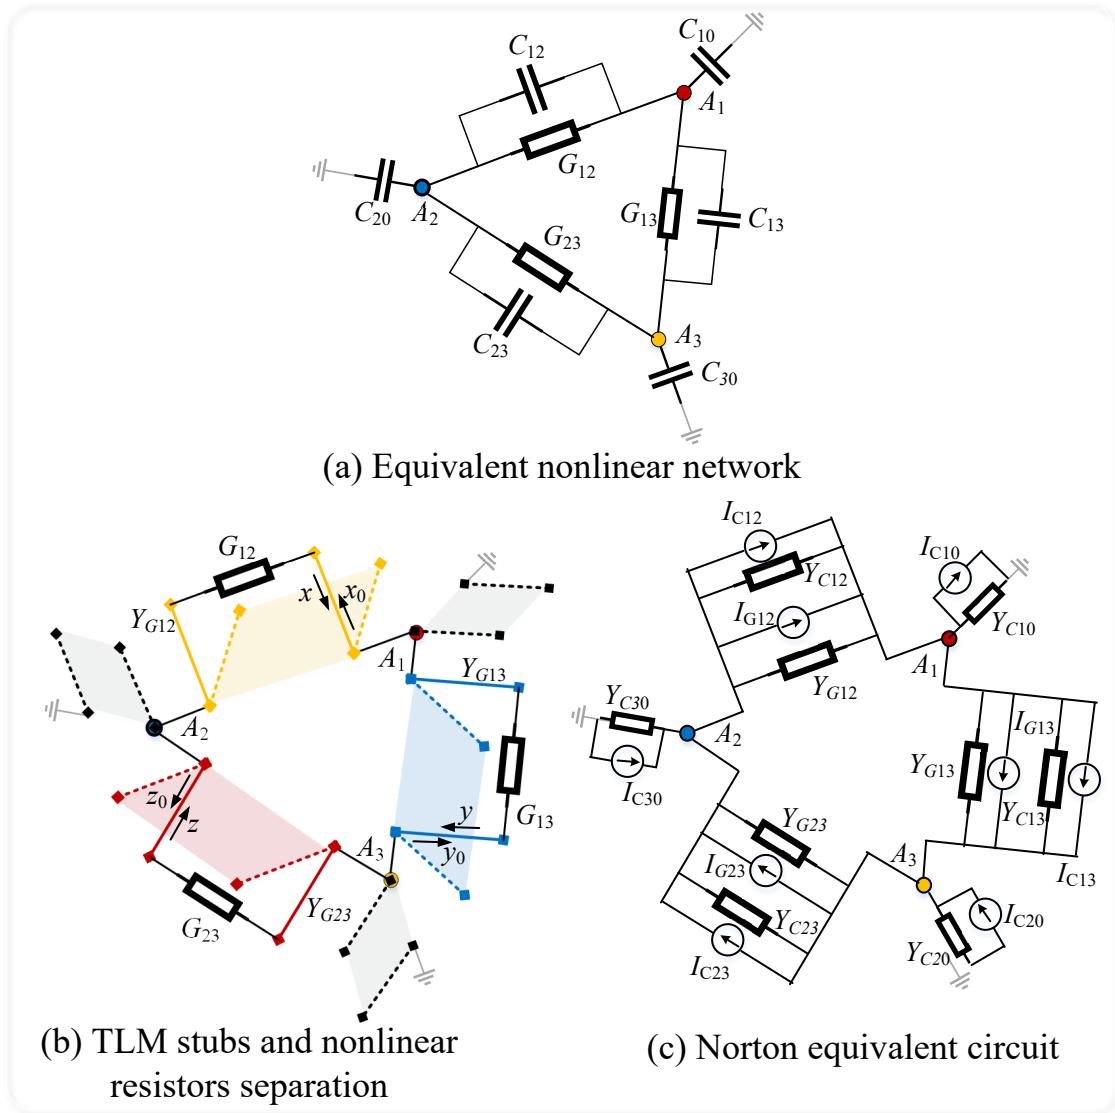 C10
C12
A1
G12
C20
A2
G13
C13
G23
C23
A3
C30
(a) Equivalent nonlinear network
IC12
G12
IC10
YC12
x
x0
YG12
IG12
YC10
A1
A1
YG13
YG12
YC30
IG13
A2
A2
YG13
IC30
YC13
z0
y
G13
z
YG23
y0
A3
A3
IG23
IC13
YG23
YC23
IC20
G23
YC20
IC23
(b) TLM stubs and nonlinear
resistors separation
(c) Norton equivalent circuit